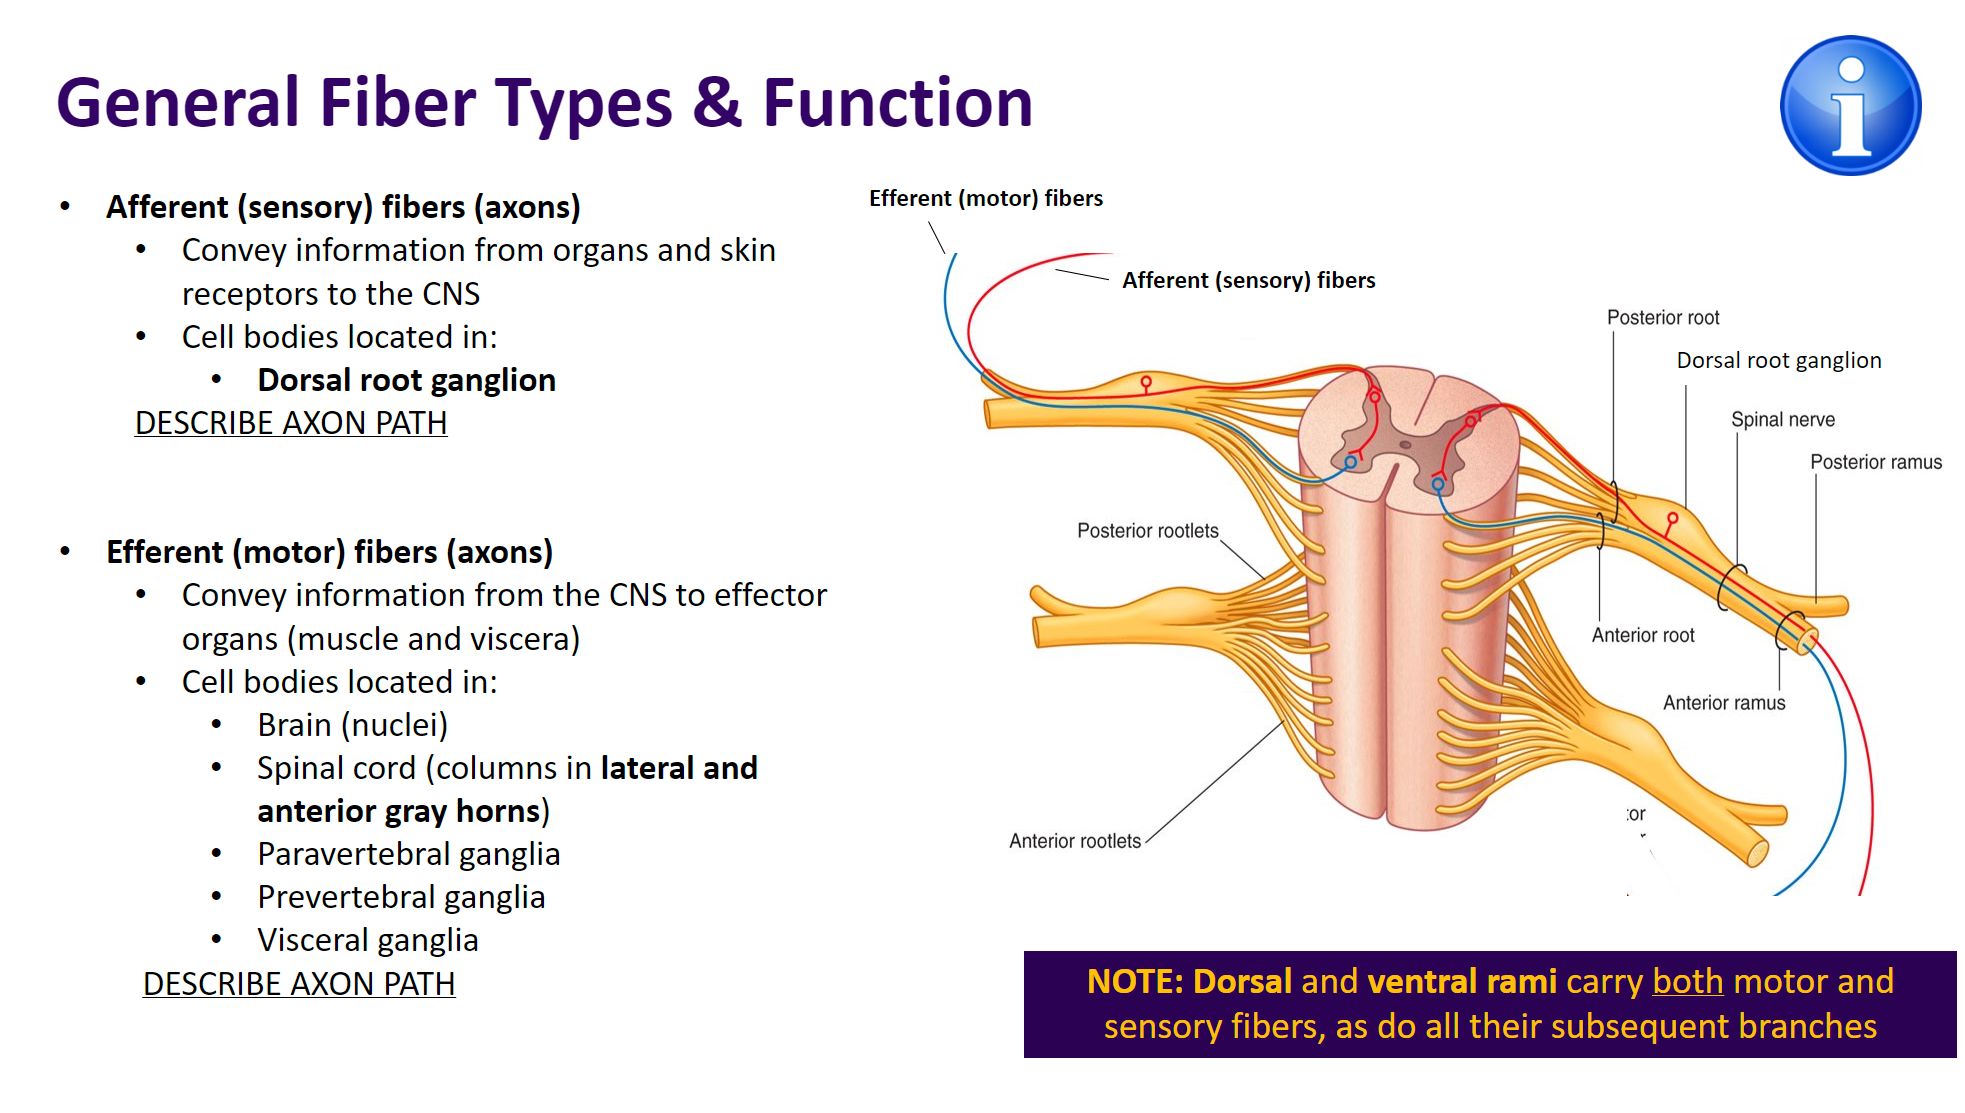 General Fiber Types & Function
• Afferent (sensory) fibers (axons)
• Convey information from organs and skin
receptors to the CNS
• Cell bodies located in:
• Dorsal root ganglion
DESCRIBE AXON PATH
• Efferent (motor) fibers (axons)
• Convey information from the CNS to effector
organs (muscle and viscera)
• Cell bodies located in:
• Brain (nuclei)
• Spinal cord (columns in lateral and
anterior gray horns)
• Paravertebral ganglia
• Prevertebral ganglia
• Visceral ganglia
DESCRIBE AXON PATH
Efferent (motor) fibers
Afferent (sensory) fibers
Posterior root
Dorsal root ganglion
Spinal nerve
Posterior ramus
Posterior rootlets
Anterior root
Anterior ramus
Anterior rootlets
NOTE: Dorsal and ventral rami carry both motor and
sensory fibers, as do all their subsequent branches